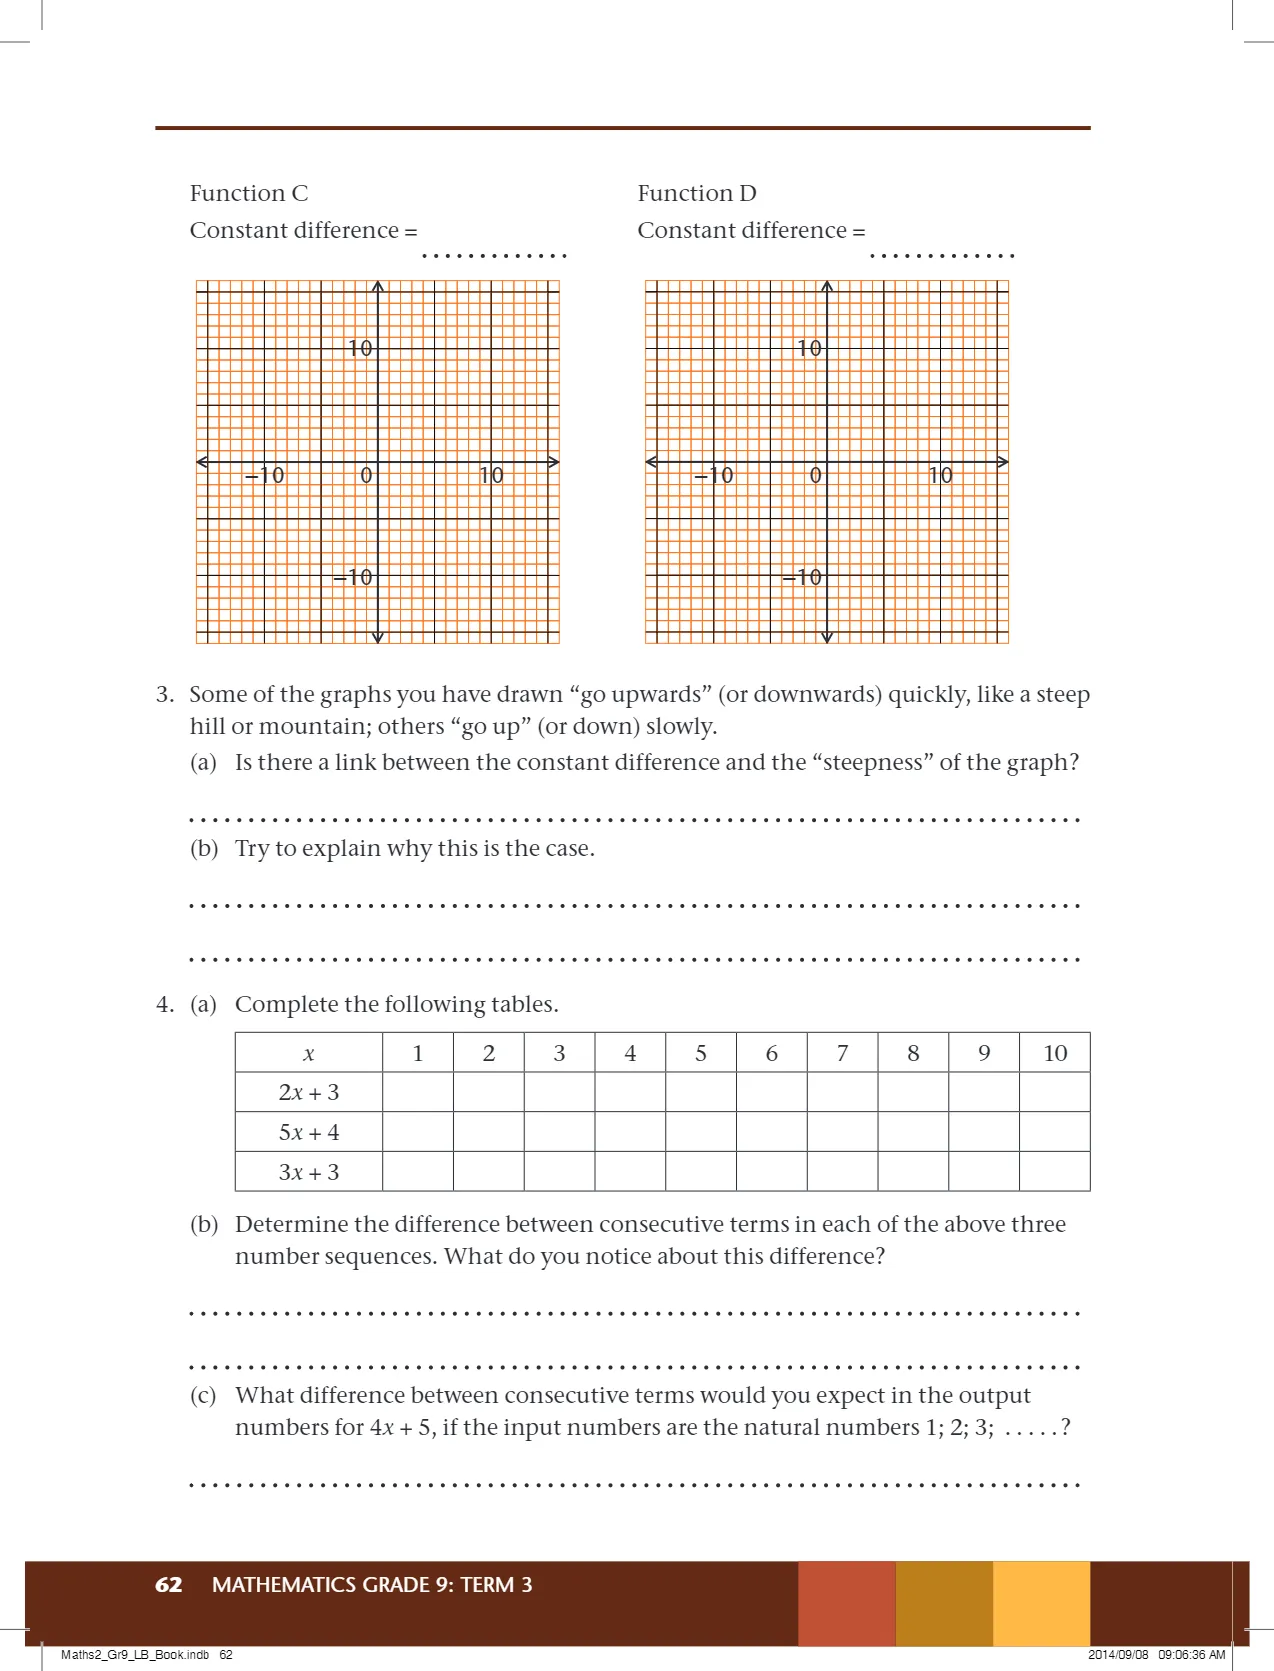 Function C
Function D
Constant difference = .............
Constant difference = .............
10
–10 0 10
–10
10
–10 0 10
–10
3. Some of the graphs you have drawn “go upwards” (or downwards) quickly, like a steep
hill or mountain; others “go up” (or down) slowly.
(a) Is there a link between the constant difference and the “steepness” of the graph?
(b) Try to explain why this is the case.
4. (a) Complete the following tables.
x 1 2 3 4 5 6 7 8 9 10
2x + 3
5x + 4
3x + 3
(b) Determine the difference between consecutive terms in each of the above three
number sequences. What do you notice about this difference?
(c) What difference between consecutive terms would you expect in the output
numbers for 4x + 5, if the input numbers are the natural numbers 1; 2; 3; . . . . .?
62 MATHEMATICS GRADE 9: TERM 3
Maths2_Gr9_LB_Book.indb 62
2014/09/08 09:06:36 AM